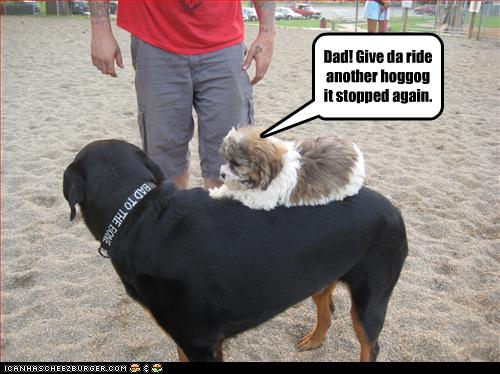 Dad! Give da ride
another hoggog
it stopped again.
BAD TO THE BONE
ICANHASCHEEZBURGER.COM